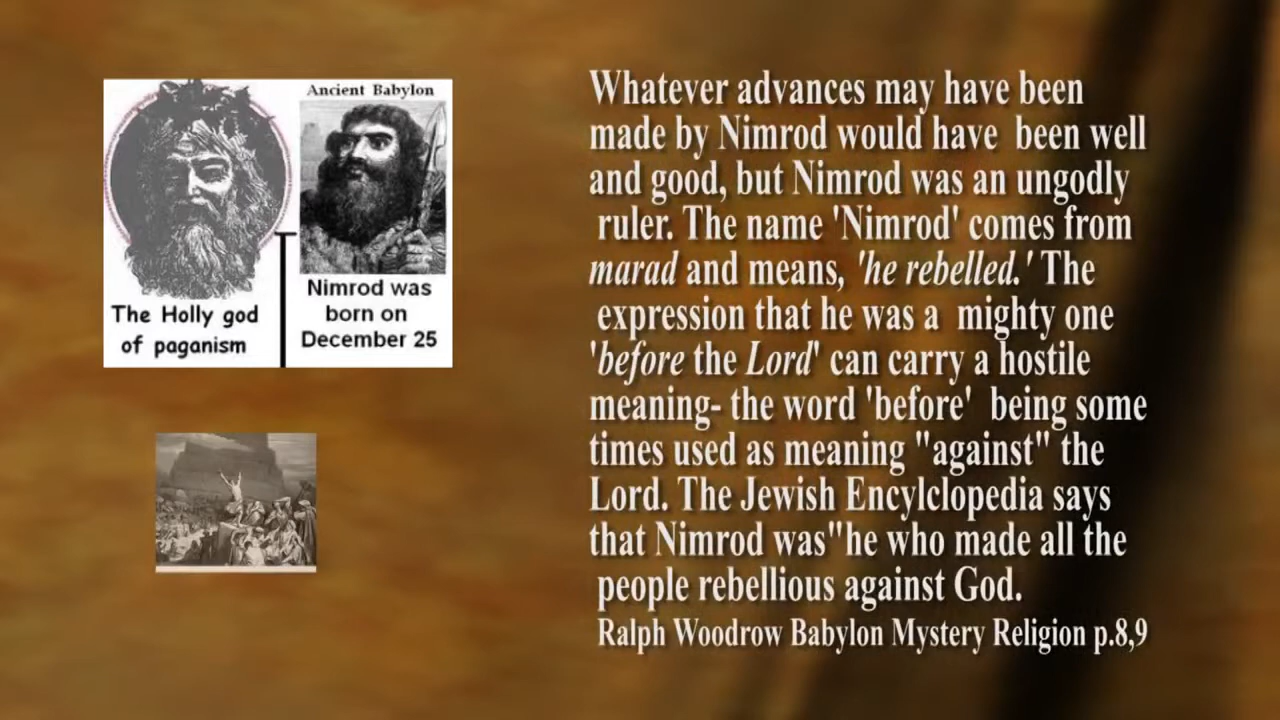 Ancient Babylon
The Holly god
of paganism
Nimrod was
born on
December 25
Whatever advances may have been
made by Nimrod would have been well
and good, but Nimrod was an ungodly
ruler. The name 'Nimrod' comes from
marad and means, 'he rebelled.' The
expression that he was a mighty one
'before the Lord' can carry a hostile
meaning- the word 'before' being some
times used as meaning "against" the
Lord. The Jewish Encylclopedia says
that Nimrod was"he who made all the
people rebellious against God.
Ralph Woodrow Babylon Mystery Religion p.8,9